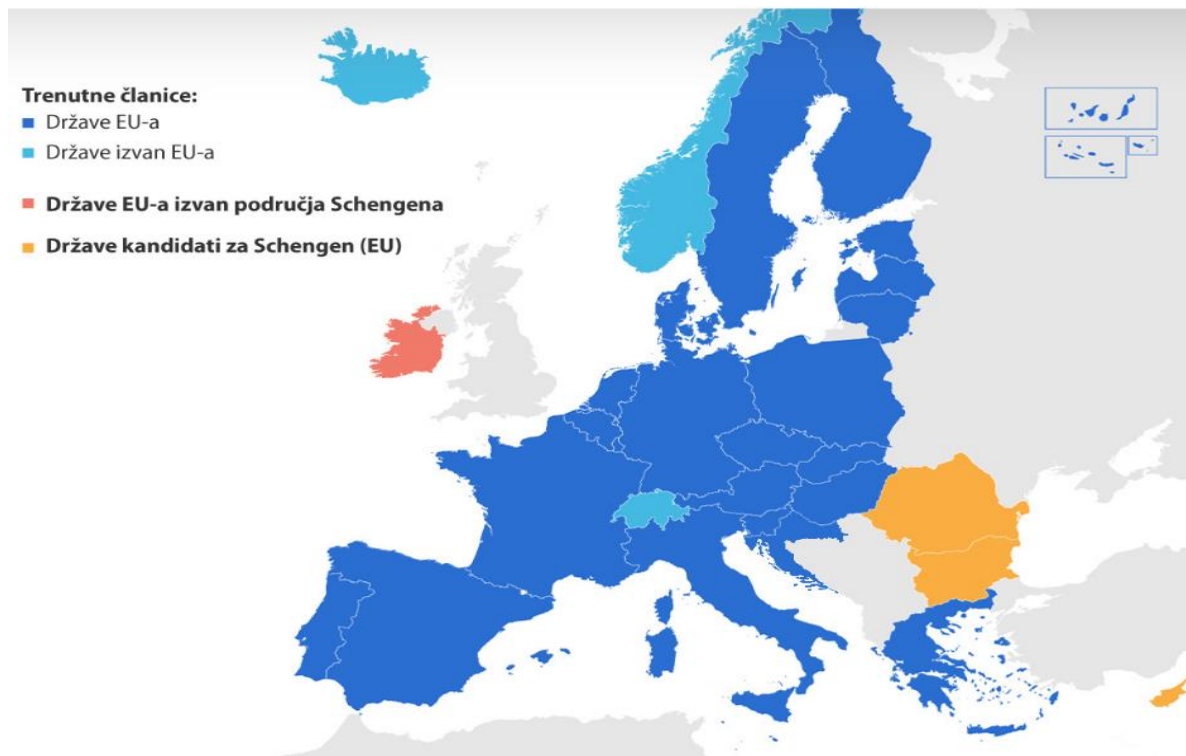 Trenutne članice:
Države EU-a
Države izvan EU-a
Države EU-a izvan područja Schengena
Države kandidati za Schengen (EU)